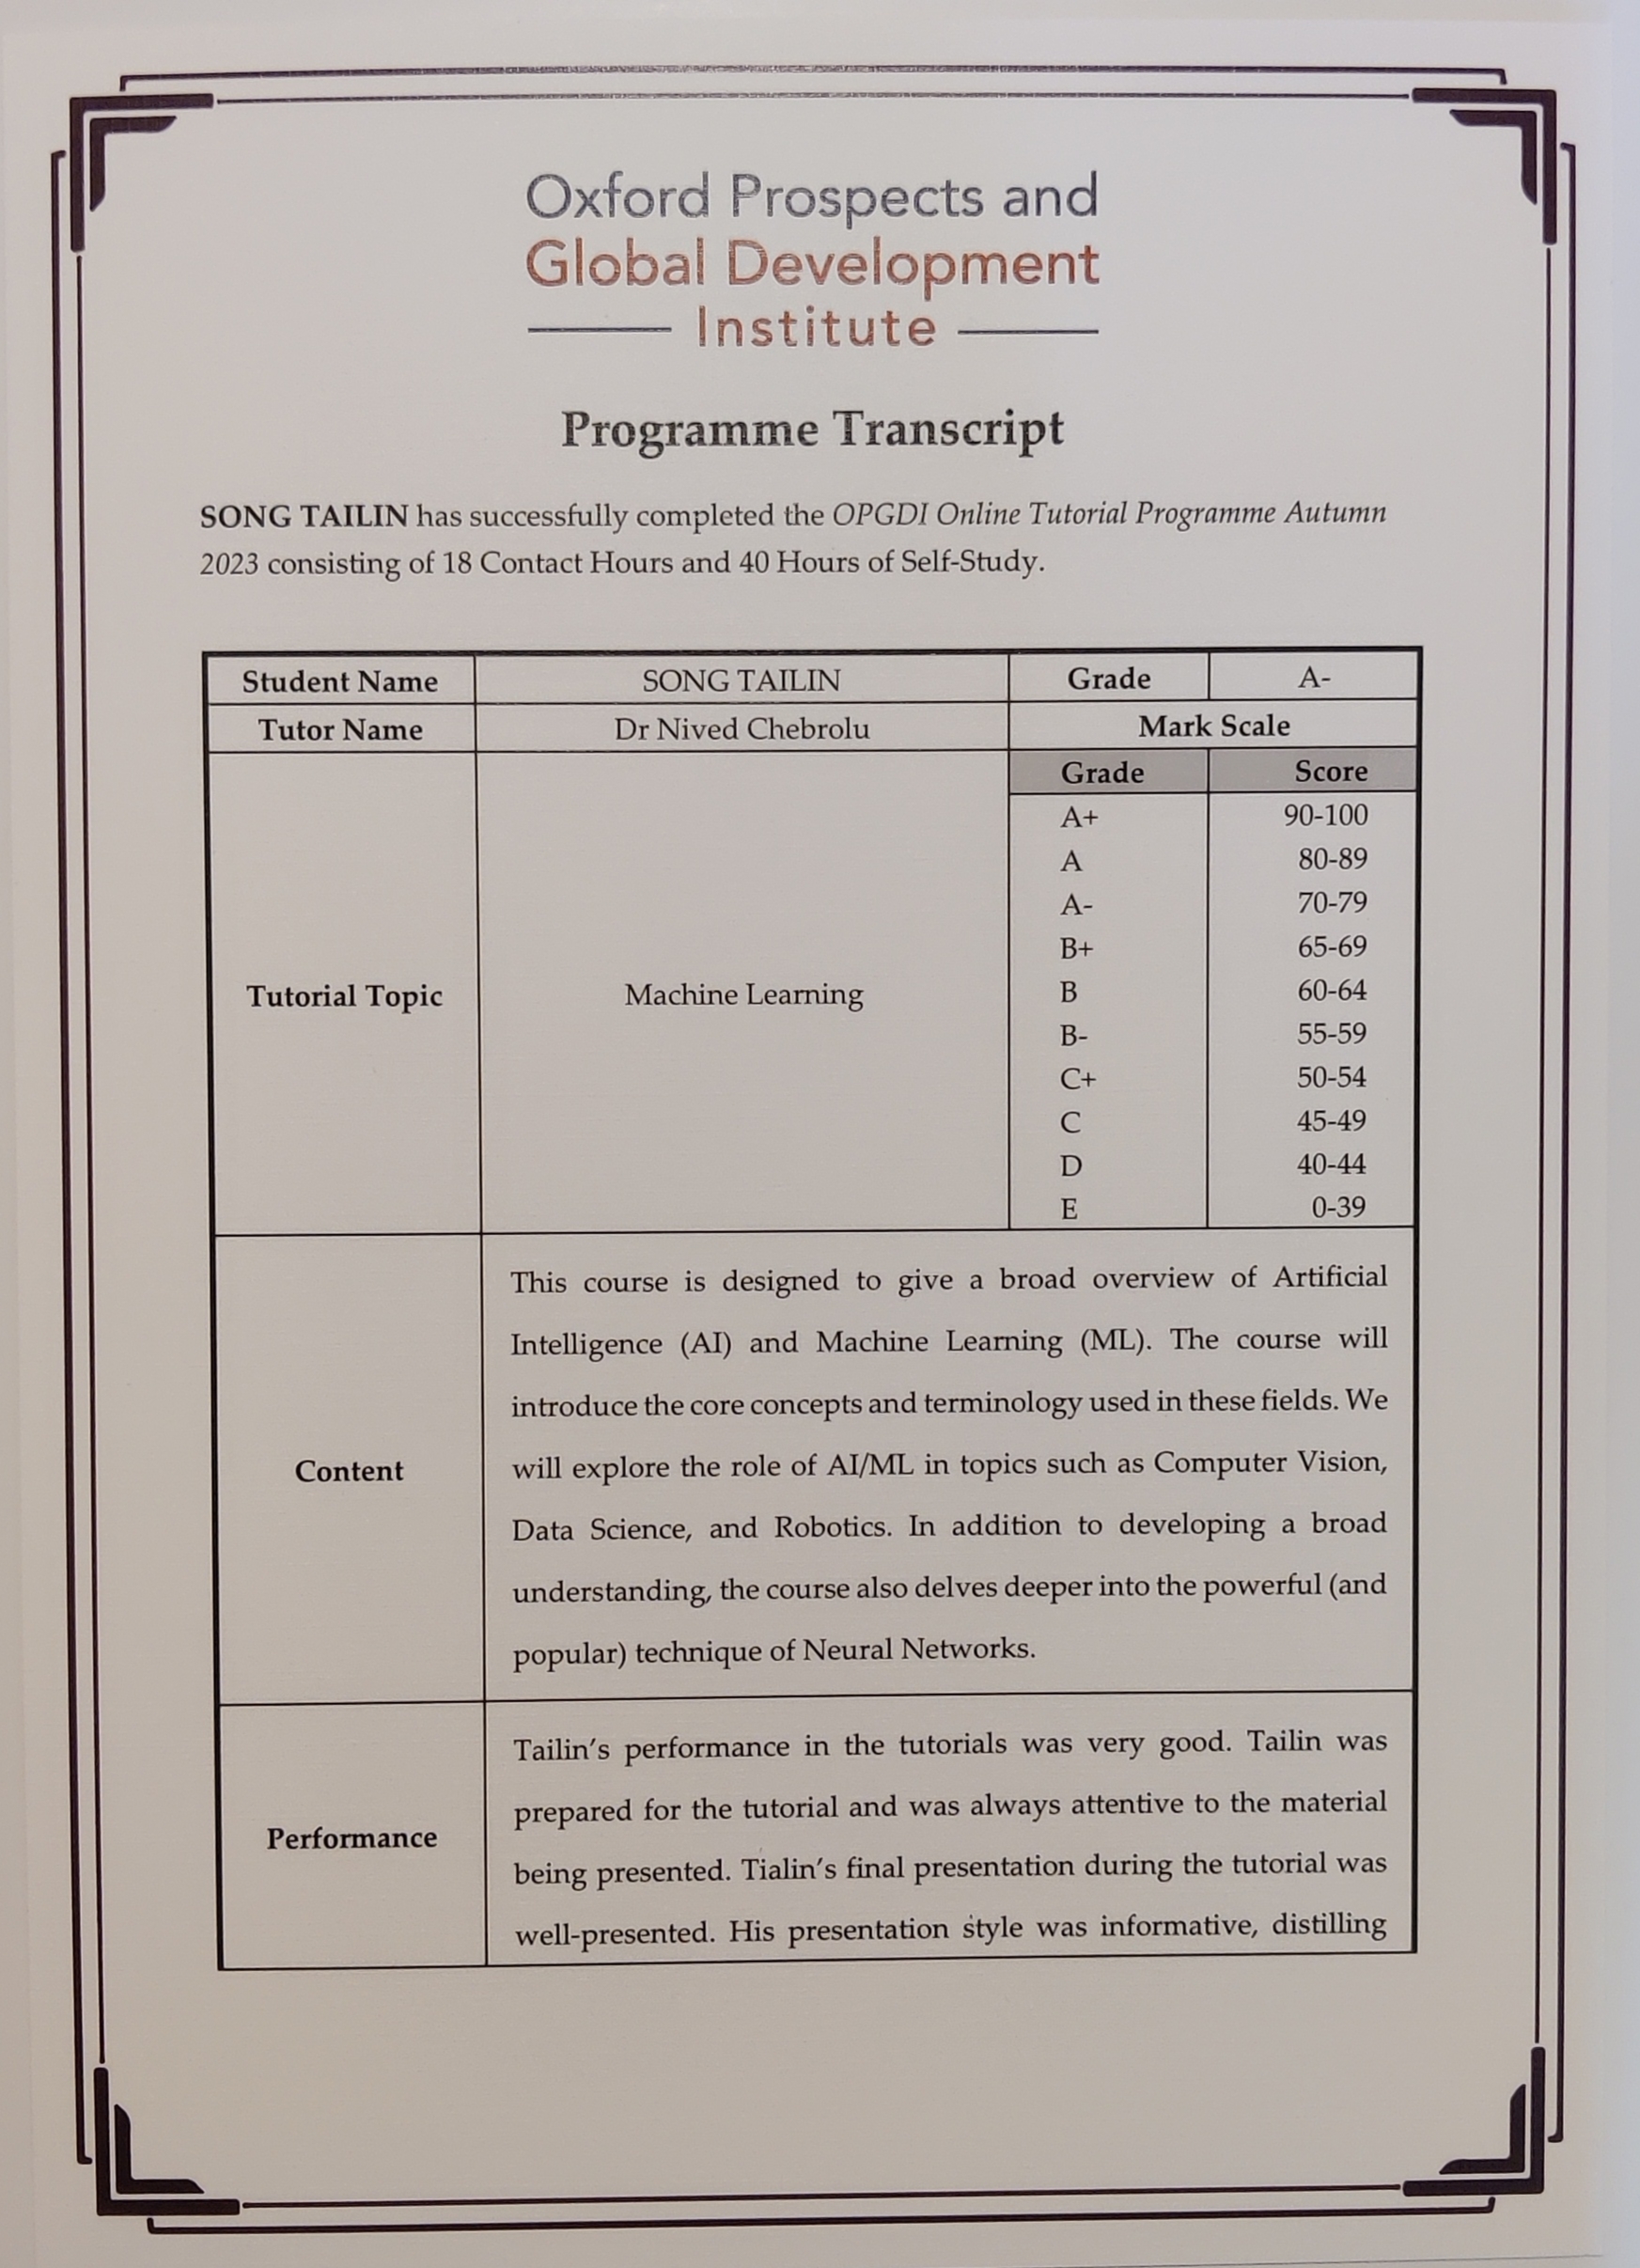 Oxford Prospects and
Global Development
Institute
Programme Transcript
SONG TAILIN has successfully completed the OPGDI Online Tutorial Programme Autumn
2023 consisting of 18 Contact Hours and 40 Hours of Self-Study.
Student Name SONG TAILIN Grade A-
Tutor Name Dr Nived Chebrolu Mark Scale
Grade Score
A+ 90-100
A 80-89
A- 70-79
B+ 65-69
Tutorial Topic Machine Learning B 60-64
B- 55-59
C+ 50-54
C 45-49
D 40-44
E 0-39
This course is designed to give a broad overview of Artificial
Intelligence (AI) and Machine Learning (ML). The course will
introduce the core concepts and terminology used in these fields. We
Content will explore the role of AI/ML in topics such as Computer Vision,
Data Science, and Robotics. In addition to developing a broad
understanding, the course also delves deeper into the powerful (and
popular) technique of Neural Networks.
Tailin's performance in the tutorials was very good. Tailin was
prepared for the tutorial and was always attentive to the material
Performance being presented. Tialin's final presentation during the tutorial was
well-presented. His presentation style was informative, distilling